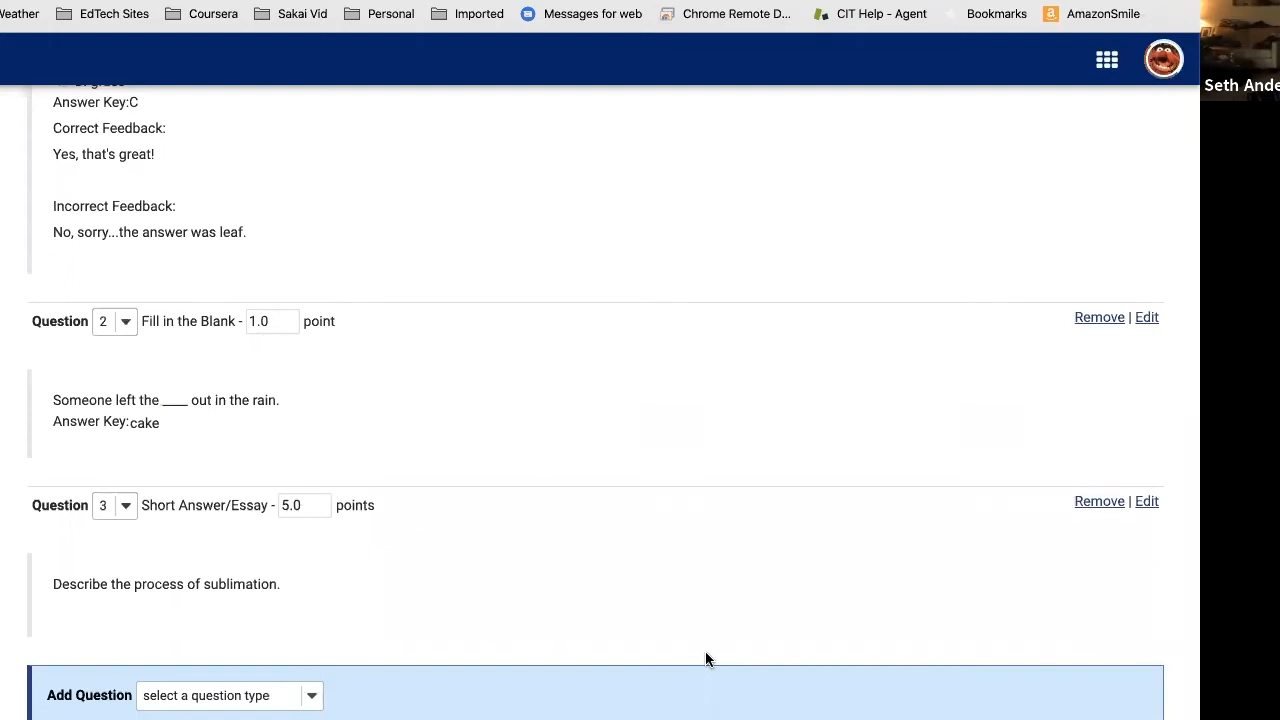 Weather EdTech Sites Coursera Sakai Vid Personal Imported Messages for web Chrome Remote D... CIT Help - Agent Bookmarks AmazonSmile
Seth Ande
Answer Key:C
Correct Feedback:
Yes, that's great!
Incorrect Feedback:
No, sorry...the answer was leaf.
Question 2 Fill in the Blank - 1.0 point Remove | Edit
Someone left the ____ out in the rain.
Answer Key:cake
Question 3 Short Answer/Essay - 5.0 points Remove | Edit
Describe the process of sublimation.
Add Question select a question type